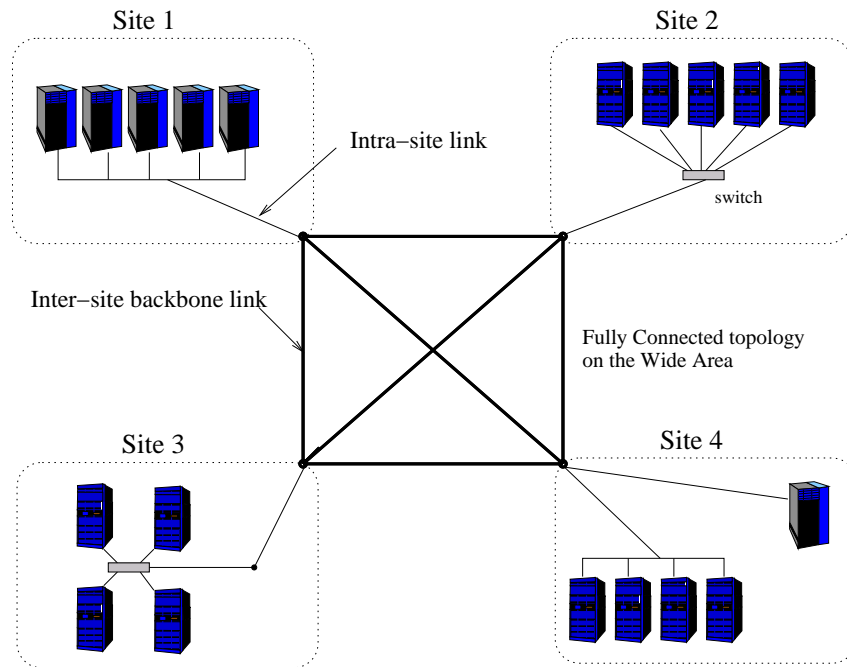 Site 1
Site 2
Intra−site link
switch
Inter−site backbone link
Fully Connected topology
on the Wide Area
Site 3
Site 4